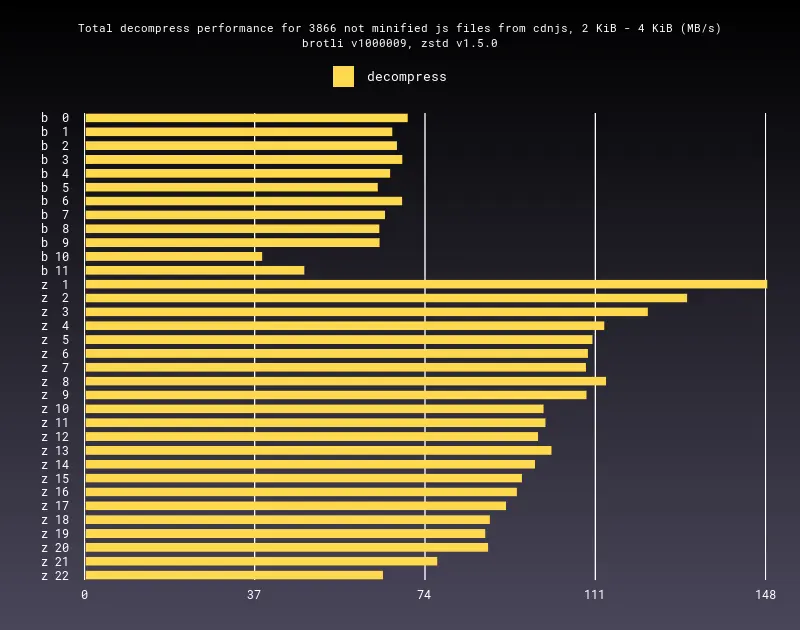 Total decompress performance for 3866 not minified js files from cdnjs, 2 KiB - 4 KiB (MB/s)
brotli v1000009, zstd v1.5.0
decompress
b 0
b 1
b 2
b 3
b 4
b 5
b 6
b 7
b 8
b 9
b 10
b 11
z 1
z 2
z 3
z 4
z 5
z 6
z 7
z 8
z 9
z 10
z 11
z 12
z 13
z 14
z 15
z 16
z 17
z 18
z 19
z 20
z 21
z 22
0 37 74 111 148